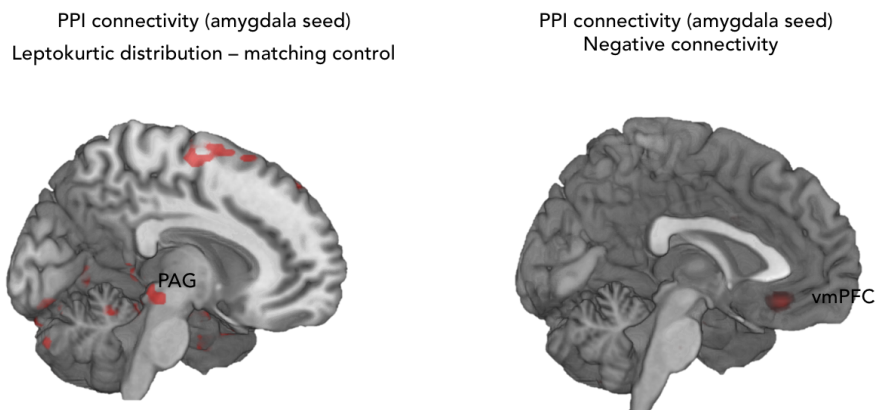 PPI connectivity (amygdala seed)
Leptokurtic distribution – matching control
PAG
PPI connectivity (amygdala seed)
Negative connectivity
vmPFC